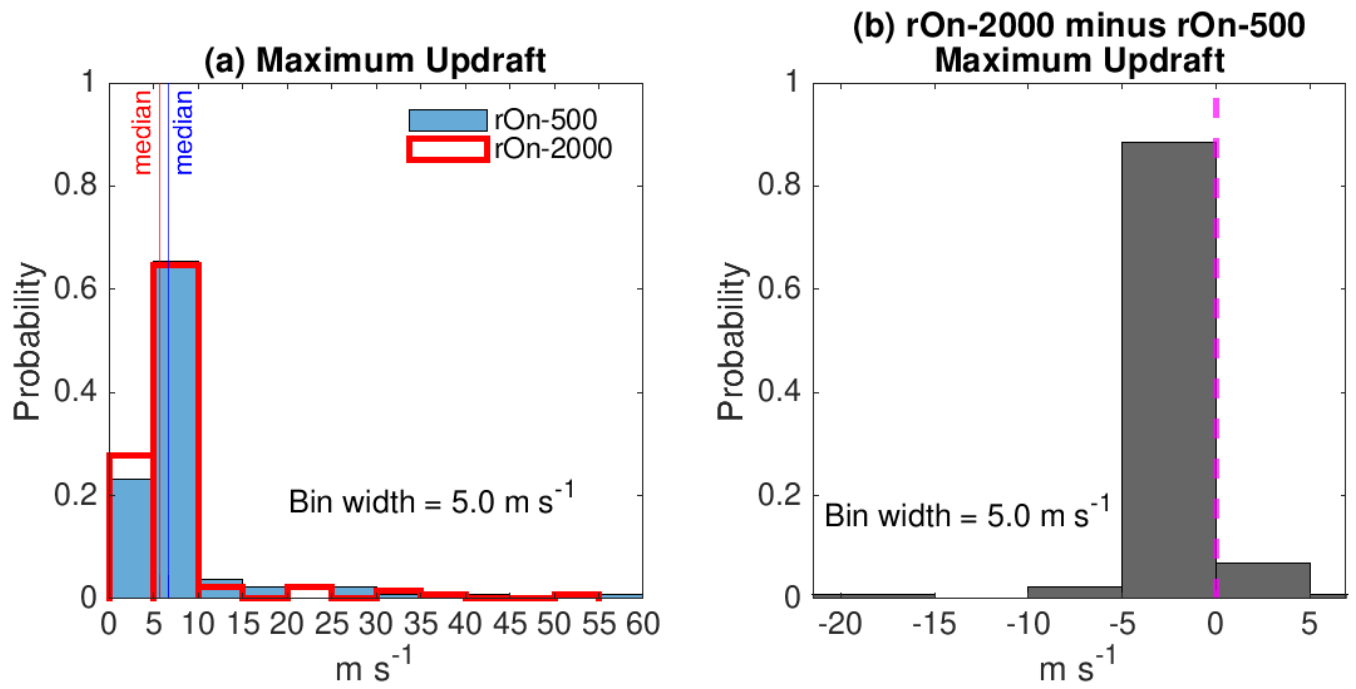 (a) Maximum Updraft
1
0.8
0.6
0.4
0.2
0
Probability
median
median
rOn-500
rOn-2000
Bin width = 5.0 m s-1
0 5 10 15 20 25 30 35 40 45 50 55 60
m s-1
(b) rOn-2000 minus rOn-500
Maximum Updraft
1
0.8
0.6
0.4
0.2
0
Probability
Bin width = 5.0 m s-1
-20 -15 -10 -5 0 5
m s-1